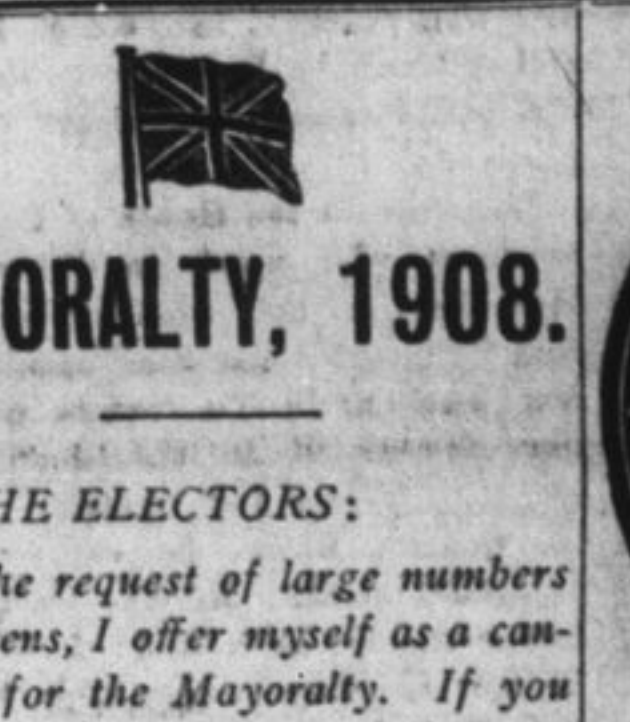 ORALTY, 1908.
HE ELECTORS:
he request of large numbers
ens, I offer myself as a can-
for the Mayoralty. If you